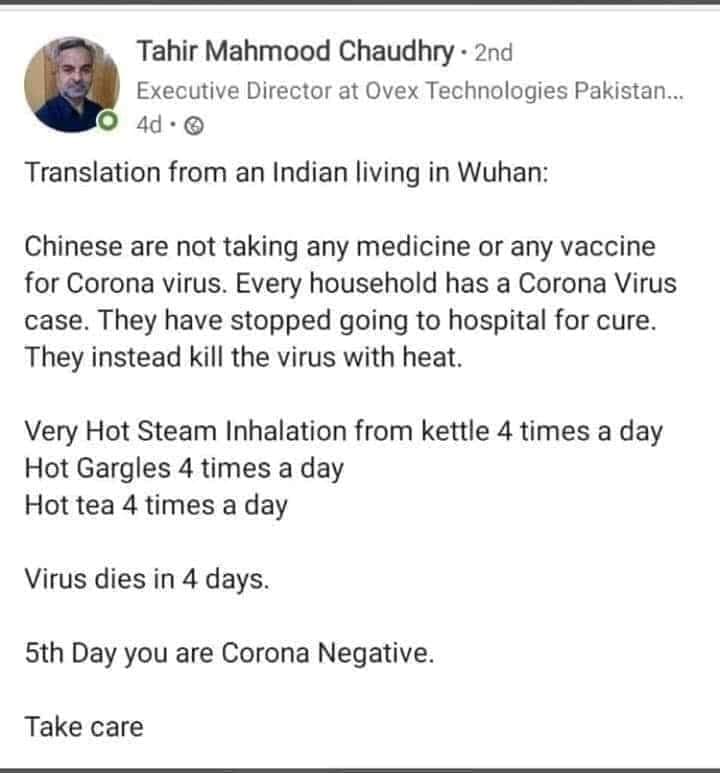 Tahir Mahmood Chaudhry • 2nd
Executive Director at Ovex Technologies Pakistan...
4d •
Translation from an Indian living in Wuhan:
Chinese are not taking any medicine or any vaccine
for Corona virus. Every household has a Corona Virus
case. They have stopped going to hospital for cure.
They instead kill the virus with heat.
Very Hot Steam Inhalation from kettle 4 times a day
Hot Gargles 4 times a day
Hot tea 4 times a day
Virus dies in 4 days.
5th Day you are Corona Negative.
Take care